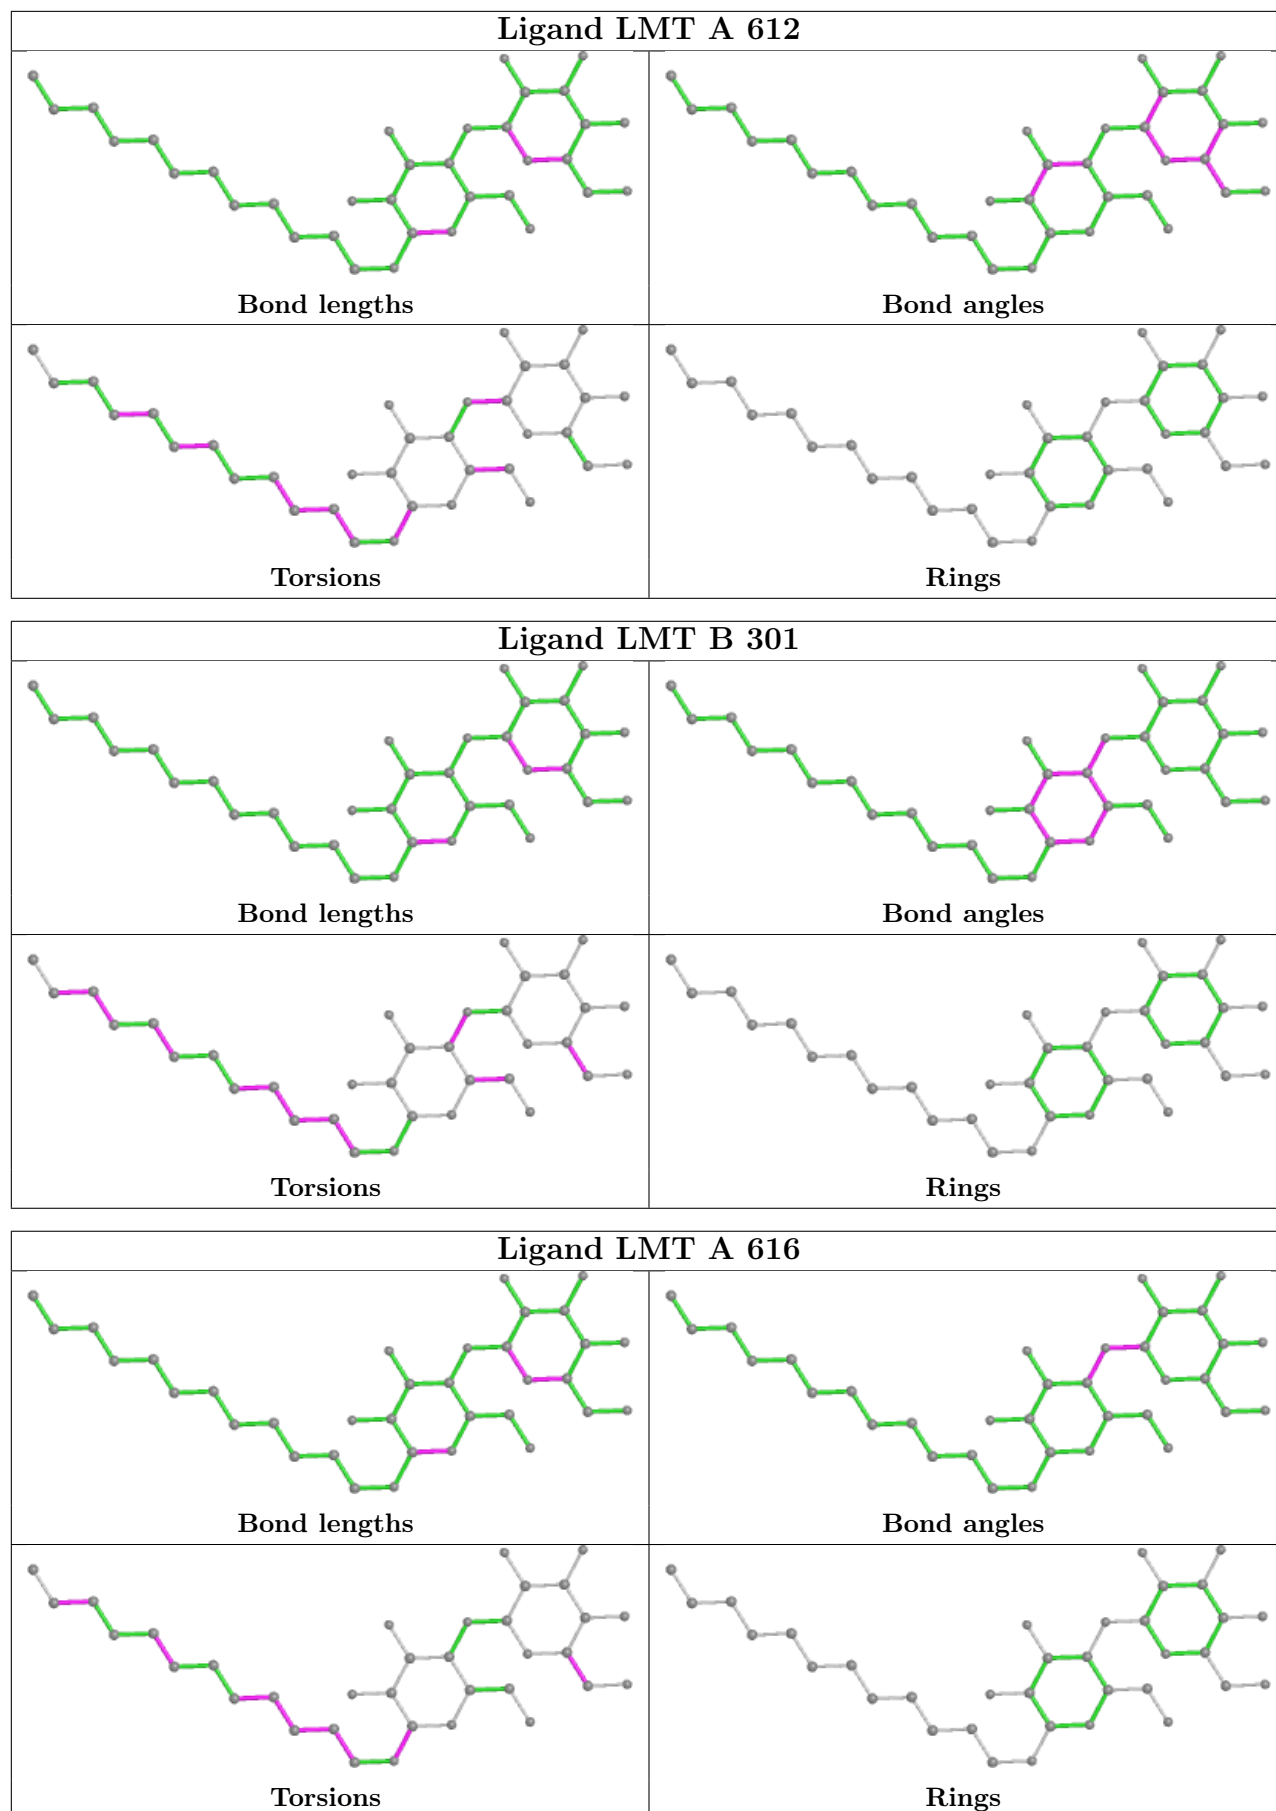 Ligand LMT A 612
Bond lengths
Bond angles
Torsions
Rings
Ligand LMT B 301
Bond lengths
Bond angles
Torsions
Rings
Ligand LMT A 616
Bond lengths
Bond angles
Torsions
Rings